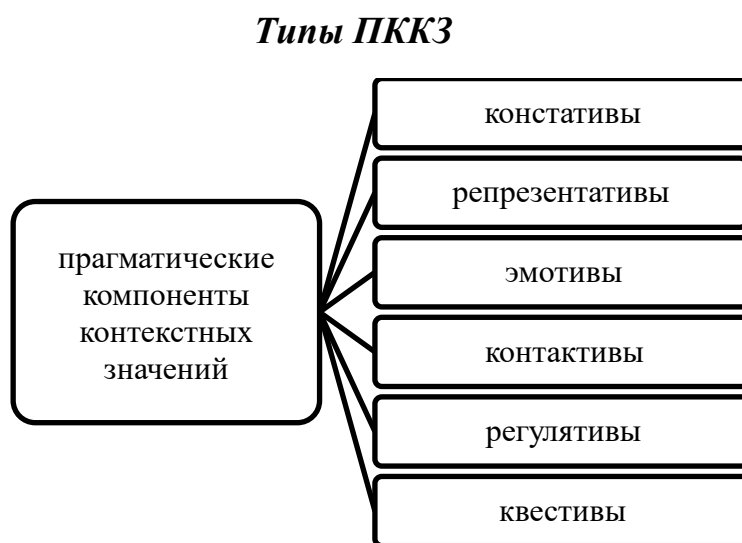 Типы ПККЗ
прагматические
компоненты
контекстных
значений
констативы
репрезентативы
эмотивы
контактивы
регулятивы
квестивы